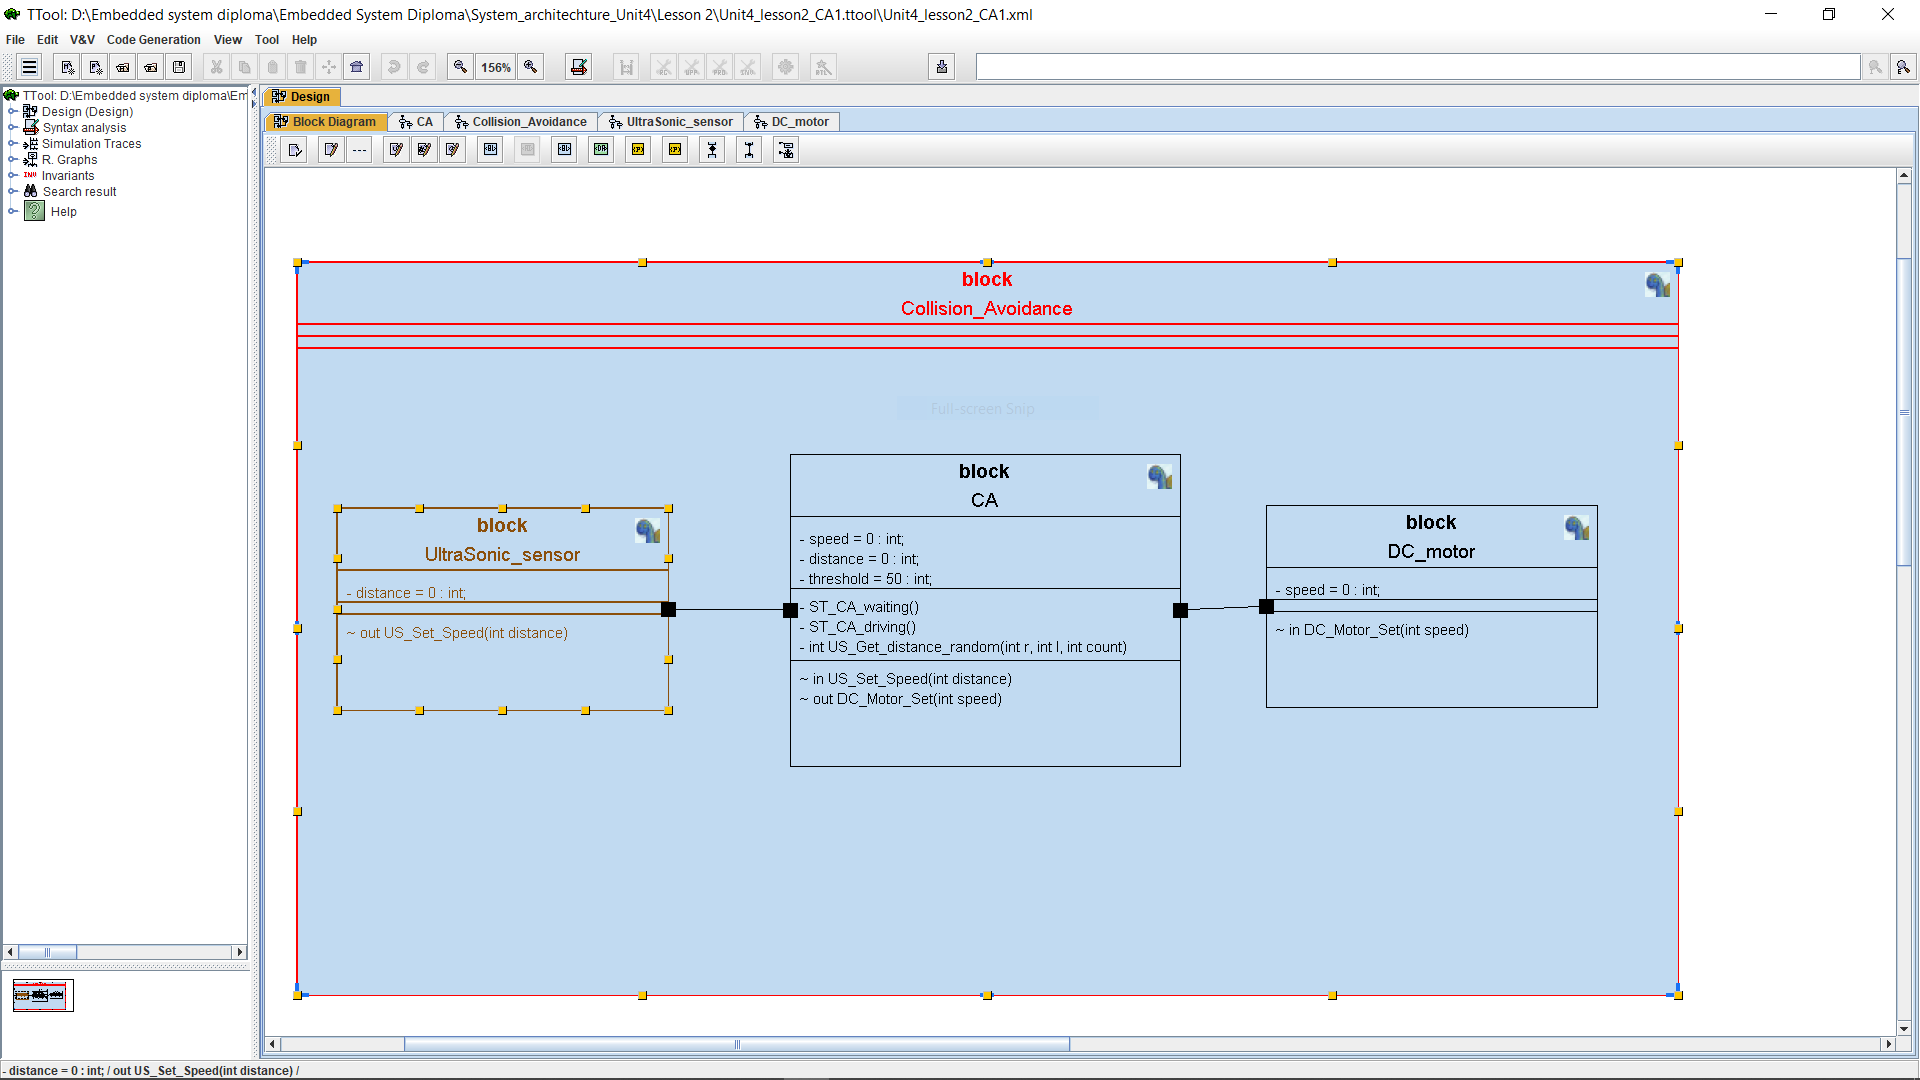 TTool: D:\Embedded system diploma\Embedded System Diploma\System_architechture_Unit4\Lesson 2\Unit4_lesson2_CA1.ttool\Unit4_lesson2_CA1.xml
File Edit V&V Code Generation View Tool Help
156%
TTool: D:\Embedded system diploma\Em
Design (Design)
Syntax analysis
Simulation Traces
R. Graphs
INV Invariants
Search result
? Help
Design
Block Diagram CA Collision_Avoidance UltraSonic_sensor DC_motor
block
Collision_Avoidance
Full-screen Snip
block
UltraSonic_sensor
- distance = 0 : int;
~ out US_Set_Speed(int distance)
block
CA
- speed = 0 : int;
- distance = 0 : int;
- threshold = 50 : int;
- ST_CA_waiting()
- ST_CA_driving()
- int US_Get_distance_random(int r, int l, int count)
~ in US_Set_Speed(int distance)
~ out DC_Motor_Set(int speed)
block
DC_motor
- speed = 0 : int;
~ in DC_Motor_Set(int speed)
- distance = 0 : int; / out US_Set_Speed(int distance) /